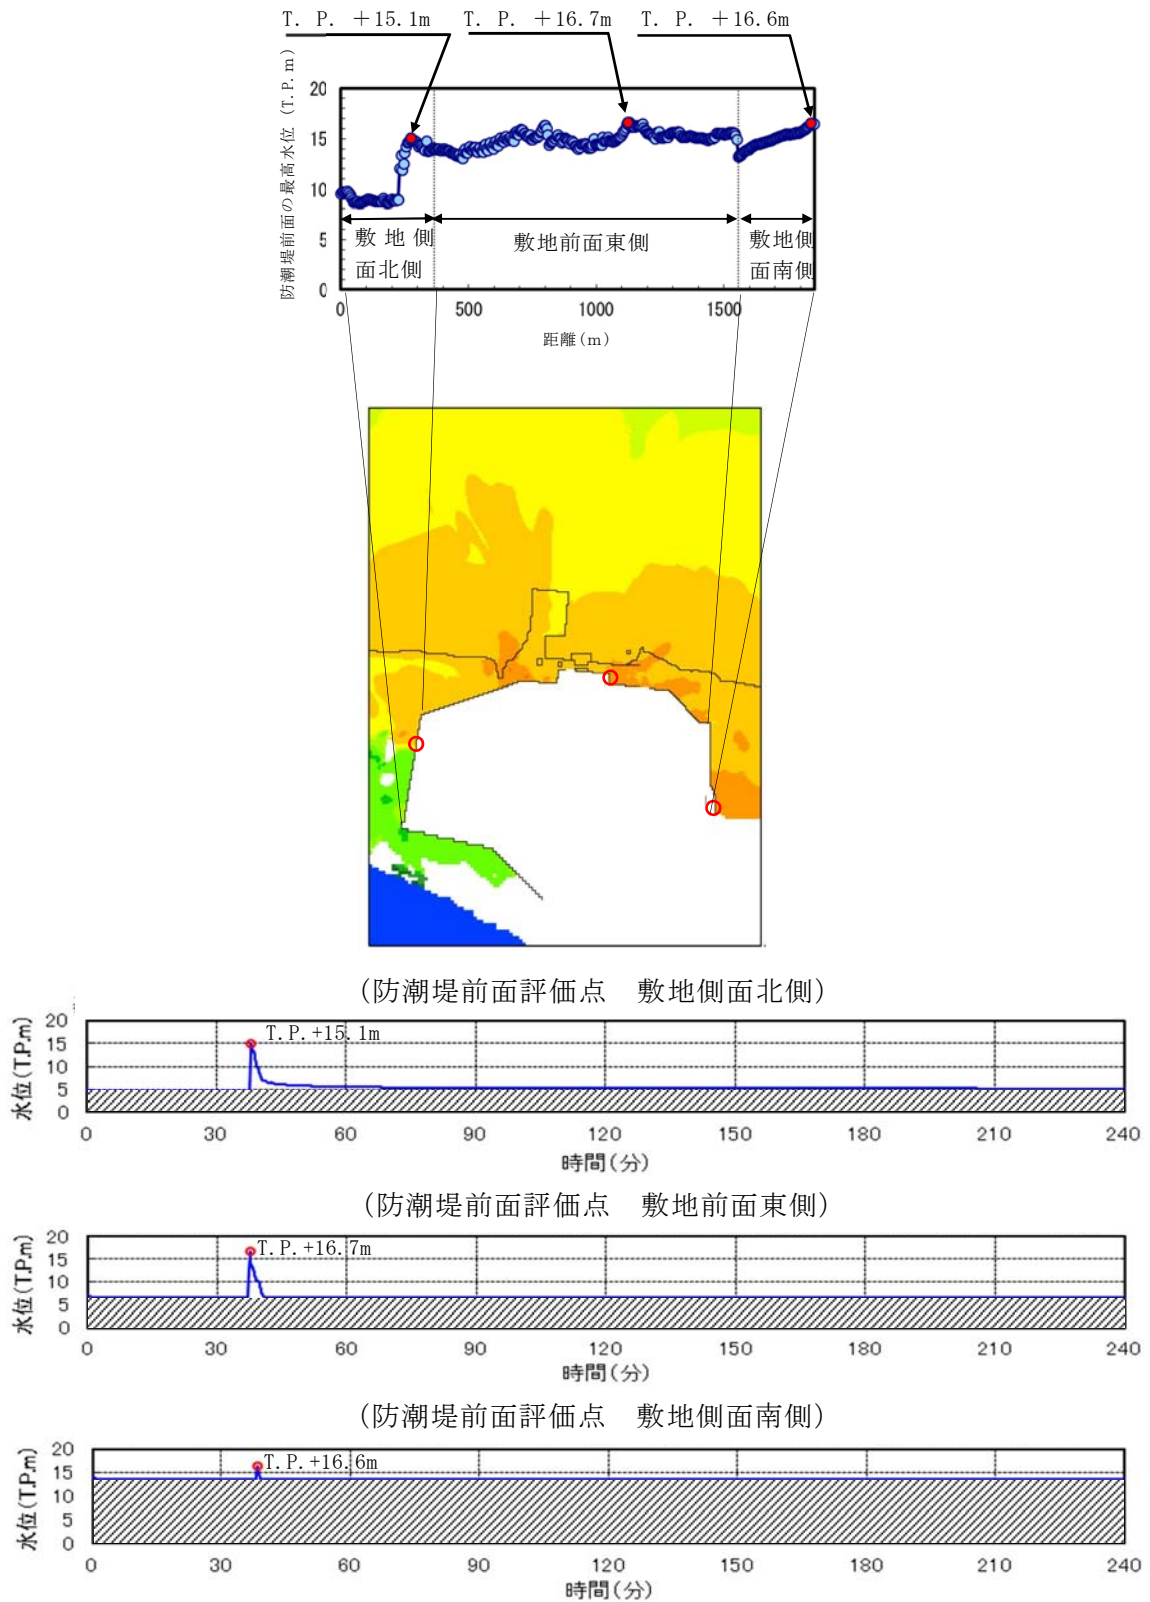 T. P. ＋15.1m
T. P. ＋16.7m
T. P. ＋16.6m
防潮堤前面の最高水位 (T.P.m)
20
15
10
5
0
敷地側
面北側
敷地前面東側
敷地側
面南側
0
500
1000
1500
距離(m)
(防潮堤前面評価点　敷地側面北側)
水位(T.P.m)
20
15
10
5
0
T.P.+15.1m
0 30 60 90 120 150 180 210 240
時間(分)
(防潮堤前面評価点　敷地前面東側)
水位(T.P.m)
20
15
10
5
0
T.P.+16.7m
0 30 60 90 120 150 180 210 240
時間(分)
(防潮堤前面評価点　敷地側面南側)
水位(T.P.m)
20
15
10
5
0
T.P.+16.6m
0 30 60 90 120 150 180 210 240
時間(分)